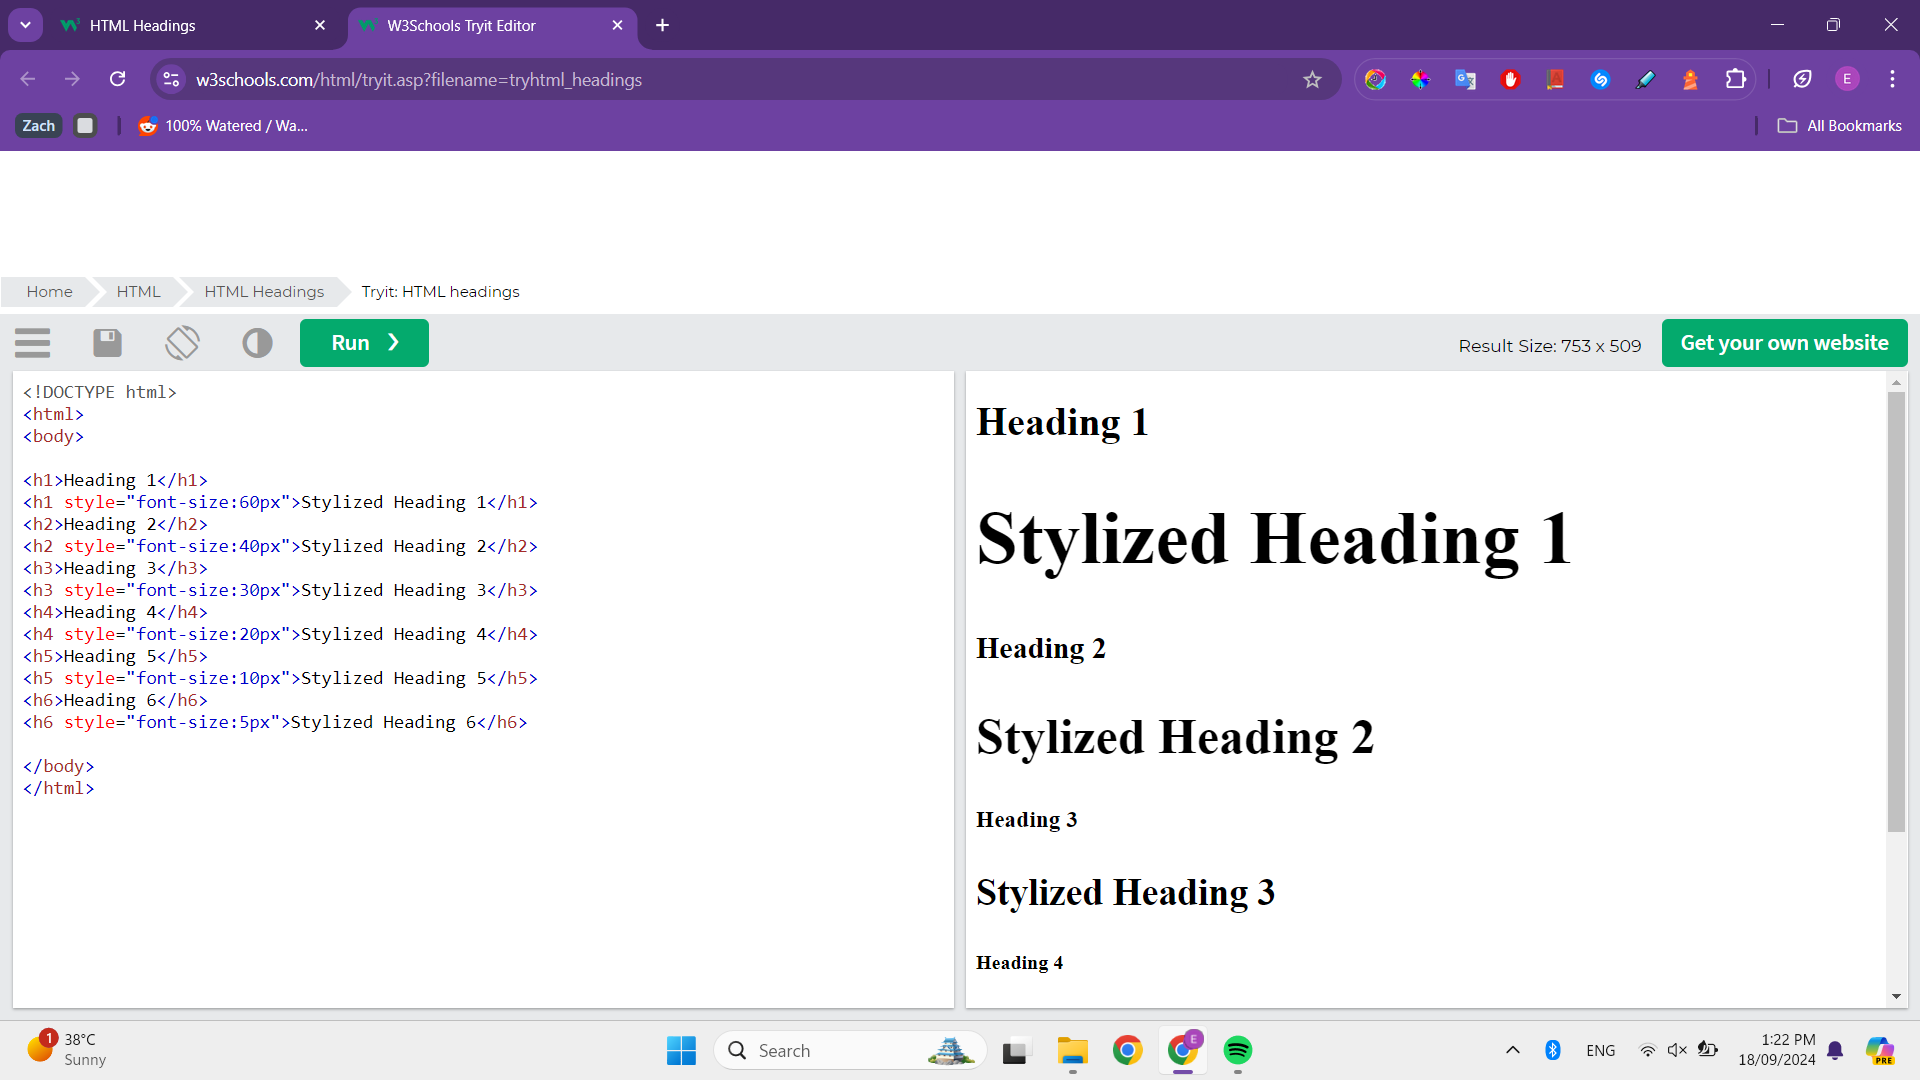 HTML Headings
W3Schools Tryit Editor
w3schools.com/html/tryit.asp?filename=tryhtml_headings
E
Zach
100% Watered / Wa...
All Bookmarks
Home
HTML
HTML Headings
Tryit: HTML headings
Run ❯
Result Size: 753 x 509
Get your own website
<!DOCTYPE html>
<html>
<body>
<h1>Heading 1</h1>
<h1 style="font-size:60px">Stylized Heading 1</h1>
<h2>Heading 2</h2>
<h2 style="font-size:40px">Stylized Heading 2</h2>
<h3>Heading 3</h3>
<h3 style="font-size:30px">Stylized Heading 3</h3>
<h4>Heading 4</h4>
<h4 style="font-size:20px">Stylized Heading 4</h4>
<h5>Heading 5</h5>
<h5 style="font-size:10px">Stylized Heading 5</h5>
<h6>Heading 6</h6>
<h6 style="font-size:5px">Stylized Heading 6</h6>
</body>
</html>
Heading 1
Stylized Heading 1
Heading 2
Stylized Heading 2
Heading 3
Stylized Heading 3
Heading 4
1
38°C
Sunny
Search
E
ENG
1:22 PM
18/09/2024
PRE